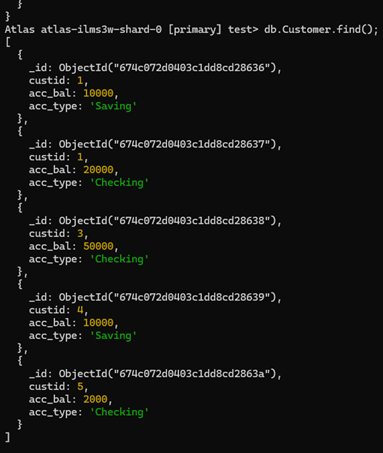 }
}
Atlas atlas-ilms3w-shard-0 [primary] test> db.Customer.find();
[
{
_id: ObjectId("674c072d0403c1dd8cd28636"),
custid: 1,
acc_bal: 10000,
acc_type: 'Saving'
},
{
_id: ObjectId("674c072d0403c1dd8cd28637"),
custid: 1,
acc_bal: 20000,
acc_type: 'Checking'
},
{
_id: ObjectId("674c072d0403c1dd8cd28638"),
custid: 3,
acc_bal: 50000,
acc_type: 'Checking'
},
{
_id: ObjectId("674c072d0403c1dd8cd28639"),
custid: 4,
acc_bal: 10000,
acc_type: 'Saving'
},
{
_id: ObjectId("674c072d0403c1dd8cd2863a"),
custid: 5,
acc_bal: 2000,
acc_type: 'Checking'
}
]